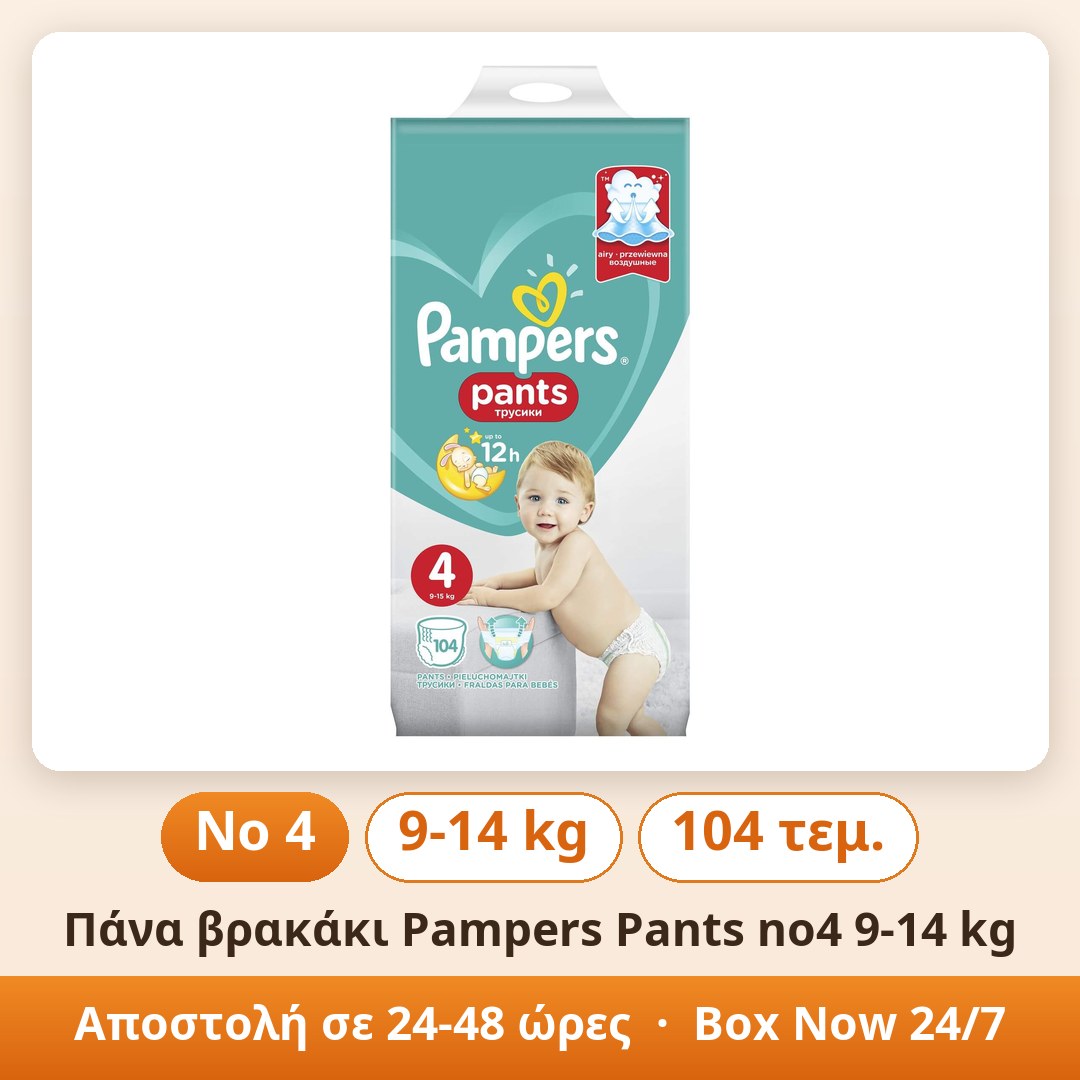 TM
airy · przewiewna
воздушные
Pampers®
pants
трусики
up to
12h
4
9-15 kg
104
PANTS • PIELUCHOMAJTKI
ТРУСИКИ • FRALDAS PARA BEBÉS
No 4
9-14 kg
104 τεμ.
Πάνα βρακάκι Pampers Pants no4 9-14 kg
Αποστολή σε 24-48 ώρες · Box Now 24/7